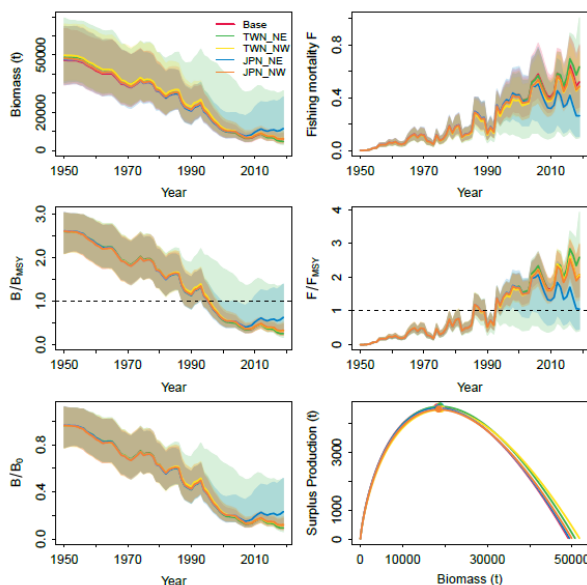 Biomass (t)
0
20000
50000
1950
1970
1990
2010
Year
Base
TWN_NE
TWN_NW
JPN_NE
JPN_NW
Fishing mortality F
0.0
0.4
0.8
1950
1970
1990
2010
Year
B/BMSY
0.0
1.0
2.0
3.0
1950
1970
1990
2010
Year
F/FMSY
0
1
2
3
4
1950
1970
1990
2010
Year
B/B0
0.0
0.4
0.8
1950
1970
1990
2010
Year
Surplus Production (t)
0
1000
3000
0
10000
30000
50000
Biomass (t)